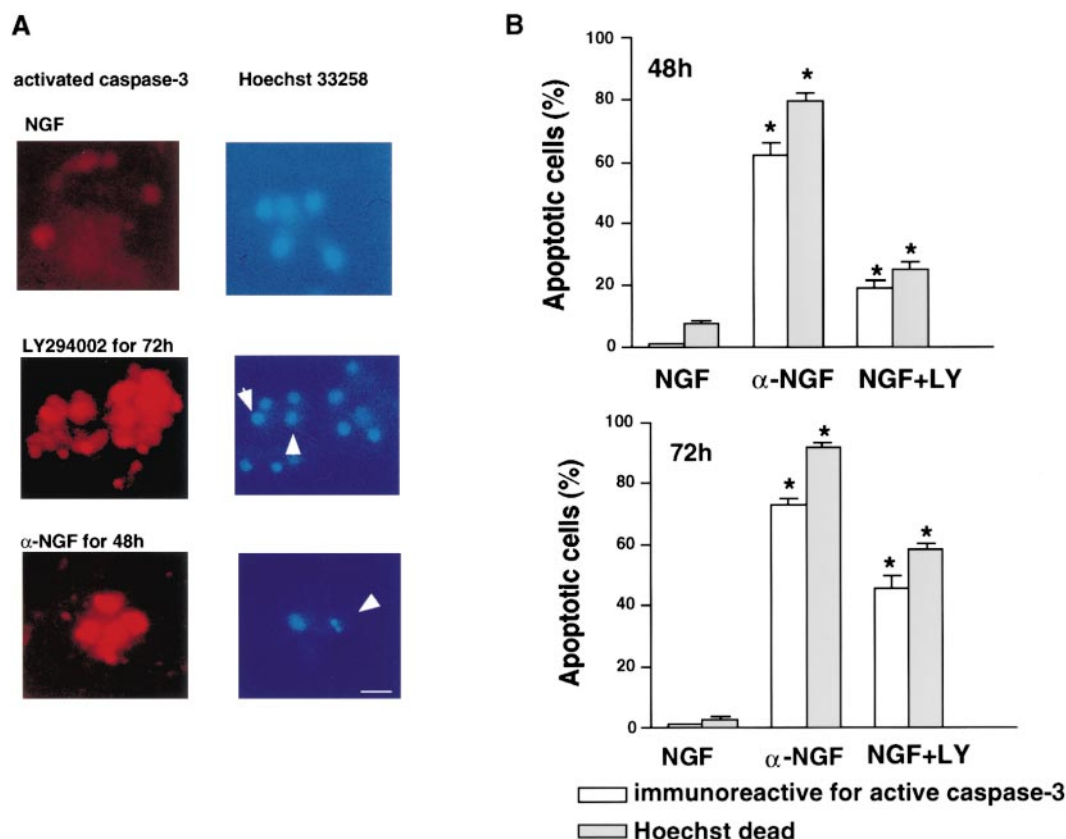 A
activated caspase-3
Hoechst 33258
NGF
LY294002 for 72h
α-NGF for 48h
B
48h
Apoptotic cells (%)
100
80
60
40
20
0
*
*
*
*
NGF
α-NGF
NGF+LY
72h
Apoptotic cells (%)
100
80
60
40
20
0
*
*
*
*
NGF
α-NGF
NGF+LY
immunoreactive for active caspase-3
Hoechst dead